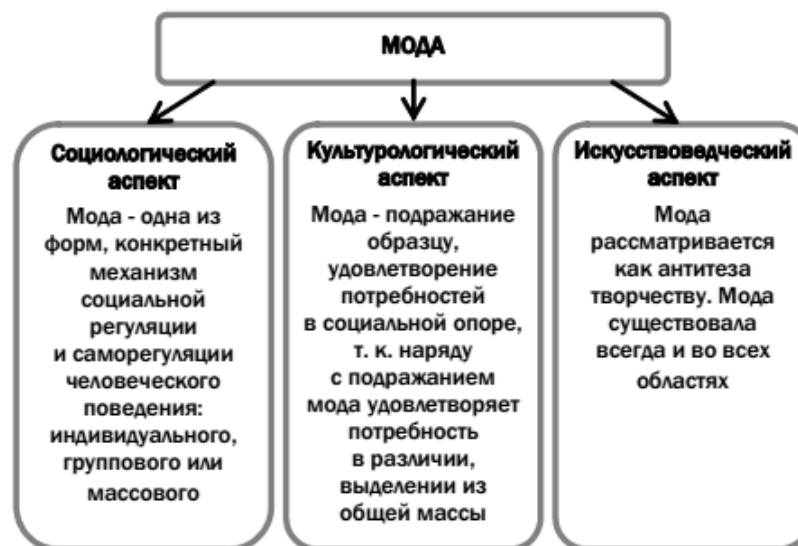 МОДА
Социологический
аспект
Мода - одна из
форм, конкретный
механизм
социальной
регуляции
и саморегуляции
человеческого
поведения:
индивидуального,
группового или
массового
Культурологический
аспект
Мода - подражание
образцу,
удовлетворение
потребностей
в социальной опоре,
т. к. наряду
с подражанием
мода удовлетворяет
потребность
в различии,
выделении из
общей массы
Искусствоведческий
аспект
Мода
рассматривается
как антитеза
творчеству. Мода
существовала
всегда и во всех
областях